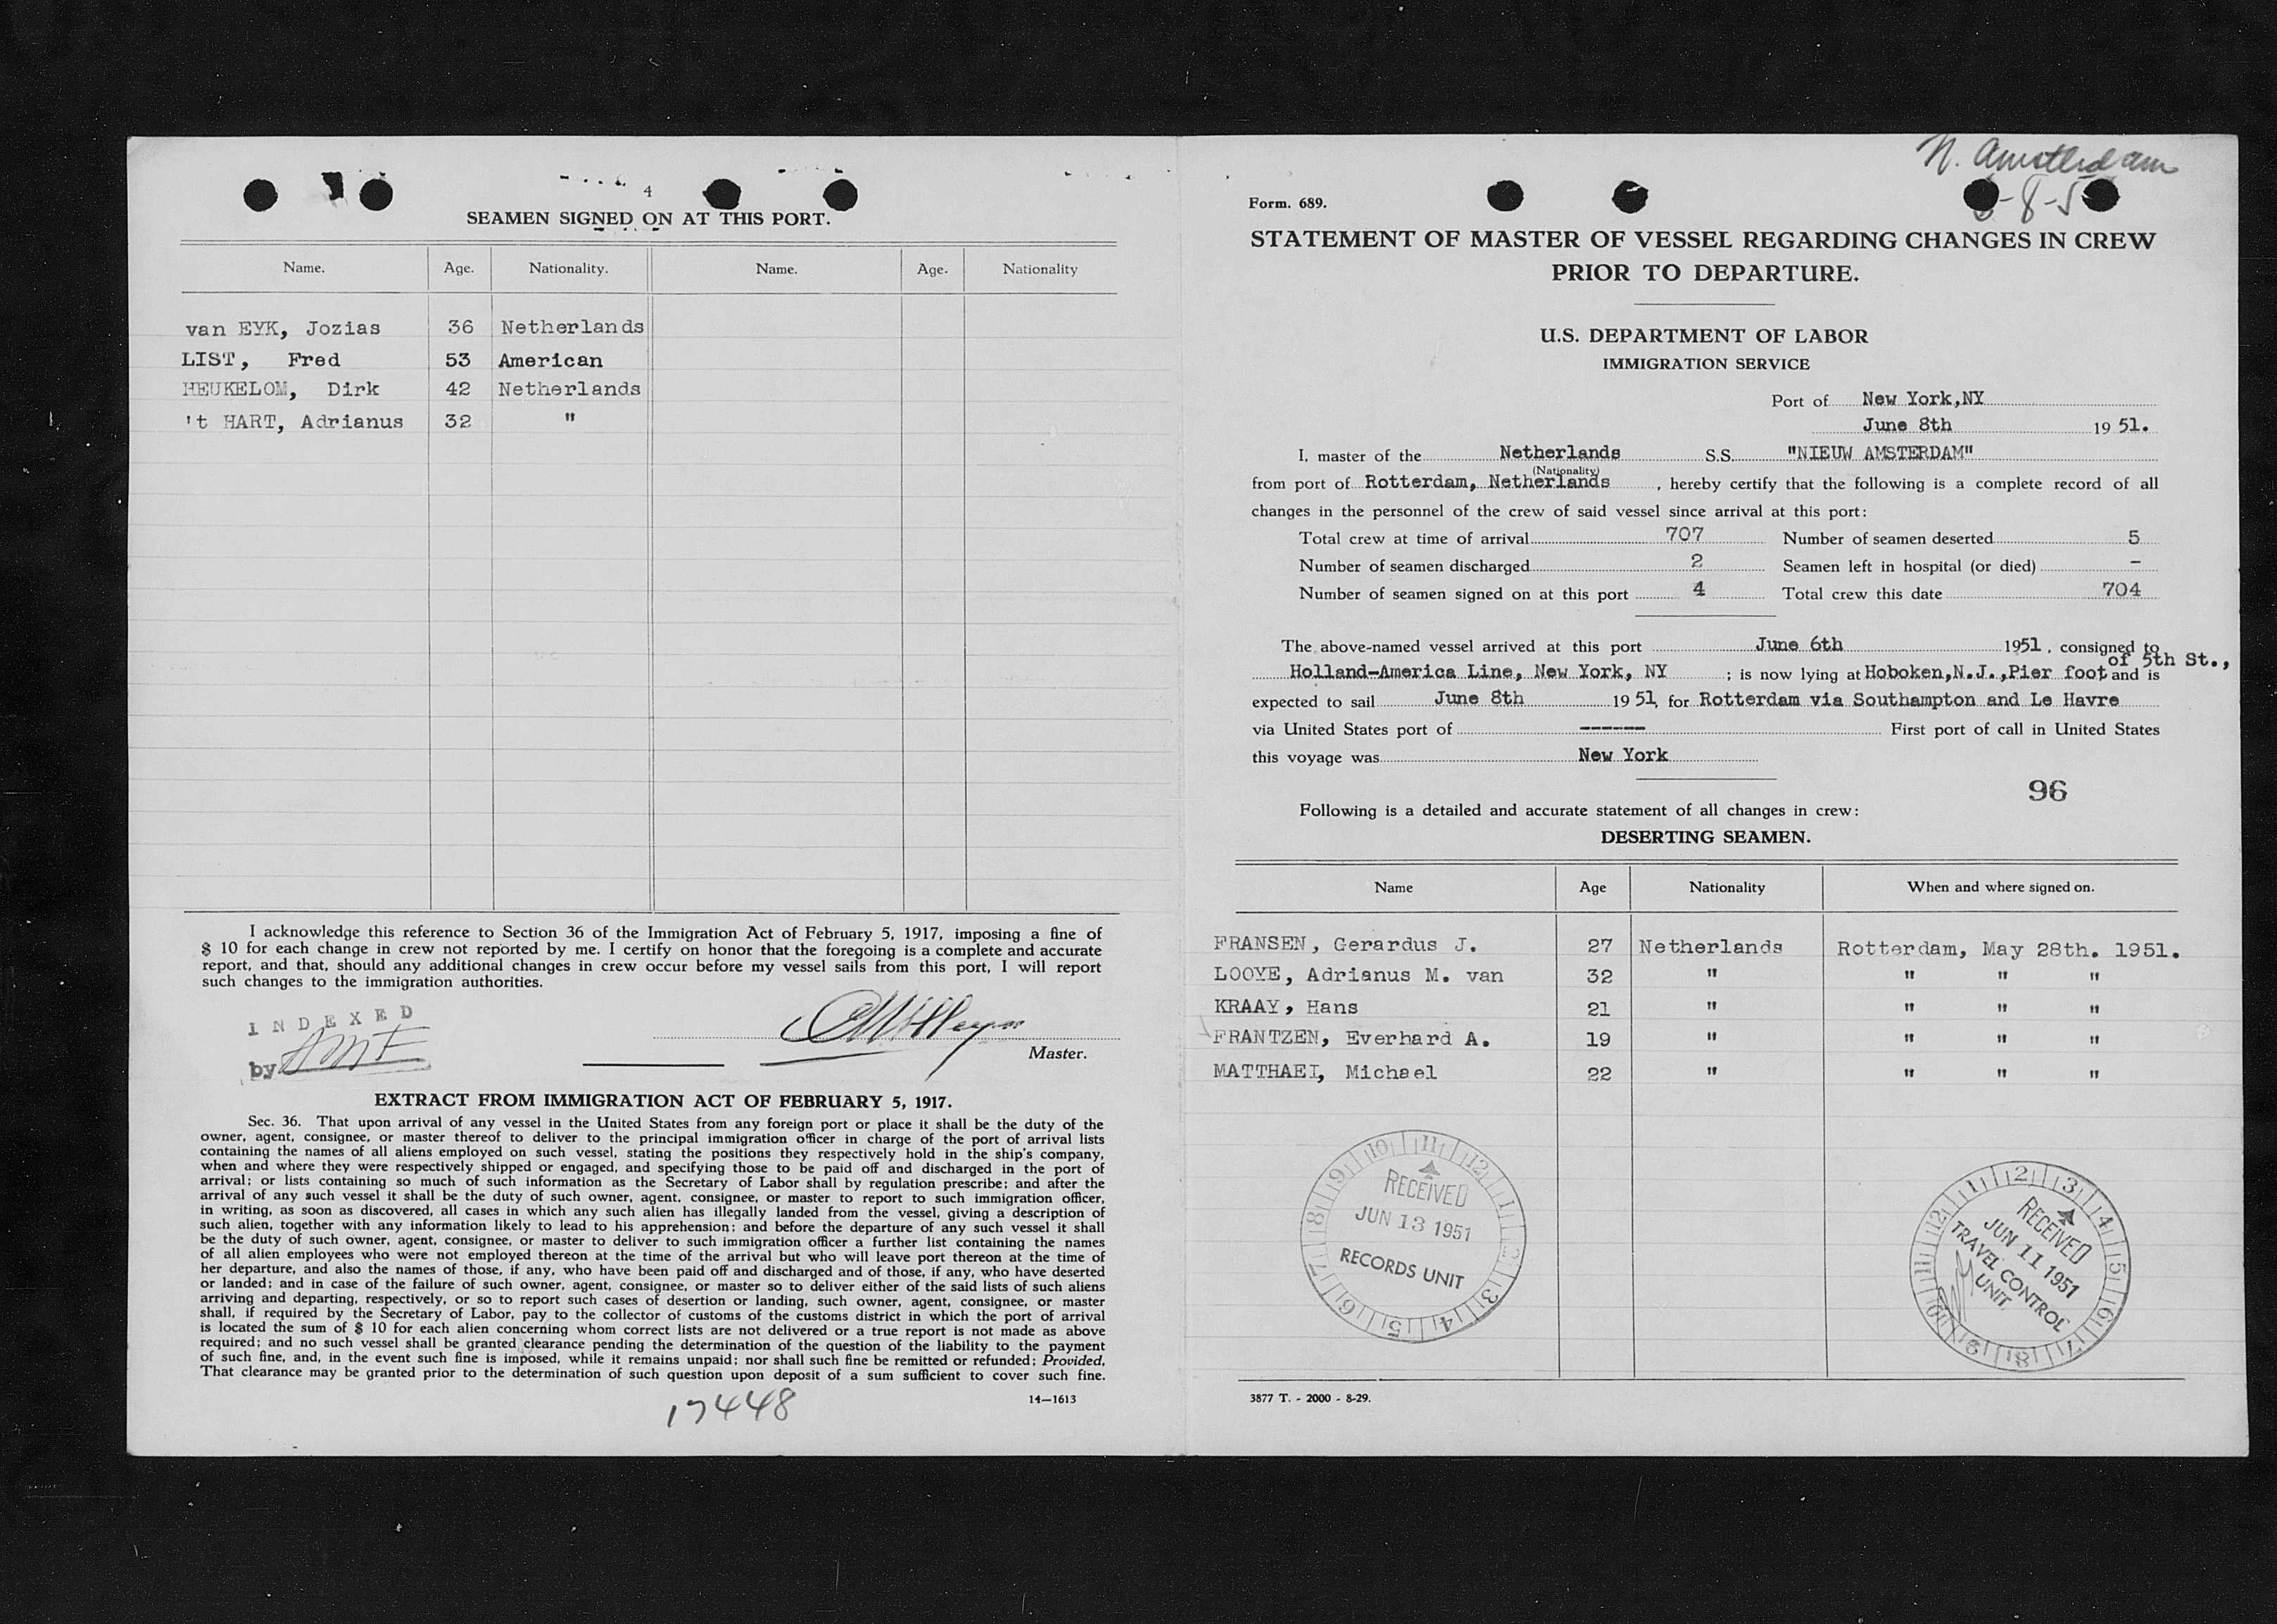 4
SEAMEN SIGNED ON AT THIS PORT.
Name. Age. Nationality. Name. Age. Nationality
van EYK, Jozias 36 Netherlands
LIST, Fred 53 American
HEUKELOM, Dirk 42 Netherlands
't HART, Adrianus 32 "
I acknowledge this reference to Section 36 of the Immigration Act of February 5, 1917, imposing a fine of
$ 10 for each change in crew not reported by me. I certify on honor that the foregoing is a complete and accurate
report, and that, should any additional changes in crew occur before my vessel sails from this port, I will report
such changes to the immigration authorities.
INDEXED
by
Master.
EXTRACT FROM IMMIGRATION ACT OF FEBRUARY 5, 1917.
Sec. 36. That upon arrival of any vessel in the United States from any foreign port or place it shall be the duty of the
owner, agent, consignee, or master thereof to deliver to the principal immigration officer in charge of the port of arrival lists
containing the names of all aliens employed on such vessel, stating the positions they respectively hold in the ship's company,
when and where they were respectively shipped or engaged, and specifying those to be paid off and discharged in the port of
arrival; or lists containing so much of such information as the Secretary of Labor shall by regulation prescribe; and after the
arrival of any such vessel it shall be the duty of such owner, agent, consignee, or master to report to such immigration officer,
in writing, as soon as discovered, all cases in which any such alien has illegally landed from the vessel, giving a description of
such alien, together with any information likely to lead to his apprehension; and before the departure of any such vessel it shall
be the duty of such owner, agent, consignee, or master to deliver to such immigration officer a further list containing the names
of all alien employees who were not employed thereon at the time of the arrival but who will leave port thereon at the time of
her departure, and also the names of those, if any, who have been paid off and discharged and of those, if any, who have deserted
or landed; and in case of the failure of such owner, agent, consignee, or master so to deliver either of the said lists of such aliens
arriving and departing, respectively, or so to report such cases of desertion or landing, such owner, agent, consignee, or master
shall, if required by the Secretary of Labor, pay to the collector of customs of the customs district in which the port of arrival
is located the sum of $ 10 for each alien concerning whom correct lists are not delivered or a true report is not made as above
required; and no such vessel shall be granted clearance pending the determination of the question of the liability to the payment
of such fine, and, in the event such fine is imposed, while it remains unpaid; nor shall such fine be remitted or refunded; Provided,
That clearance may be granted prior to the determination of such question upon deposit of a sum sufficient to cover such fine.
17448
14—1613
N. Amsterdam
Form. 689.
STATEMENT OF MASTER OF VESSEL REGARDING CHANGES IN CREW
PRIOR TO DEPARTURE.
U.S. DEPARTMENT OF LABOR
IMMIGRATION SERVICE
Port of New York,NY
June 8th 19 51.
I, master of the Netherlands S.S. "NIEUW AMSTERDAM"
(Nationality)
from port of Rotterdam, Netherlands, hereby certify that the following is a complete record of all
changes in the personnel of the crew of said vessel since arrival at this port:
Total crew at time of arrival 707 Number of seamen deserted 5
Number of seamen discharged 2 Seamen left in hospital (or died) -
Number of seamen signed on at this port 4 Total crew this date 704
The above-named vessel arrived at this port June 6th 1951, consigned to
Holland-America Line, New York, NY ; is now lying at Hoboken,N.J.,Pier foot of 5th St., and is
expected to sail June 8th 19 51, for Rotterdam via Southampton and Le Havre
via United States port of ------ First port of call in United States
this voyage was New York
96
Following is a detailed and accurate statement of all changes in crew:
DESERTING SEAMEN.
Name Age Nationality When and where signed on.
FRANSEN, Gerardus J. 27 Netherlands Rotterdam, May 28th. 1951.
LOOYE, Adrianus M. van 32 " " " "
KRAAY, Hans 21 " " " "
FRANTZEN, Everhard A. 19 " " " "
MATTHAEI, Michael 22 " " " "
10 11 12 1 2 3 4 5 6 7 8 9
RECEIVED
JUN 13 1951
RECORDS UNIT
12 1 2 3 4 5 6 7 8 9 10 11
RECEIVED
JUN 11 1951
TRAVEL CONTROL
UNIT
3877 T. - 2000 - 8-29.